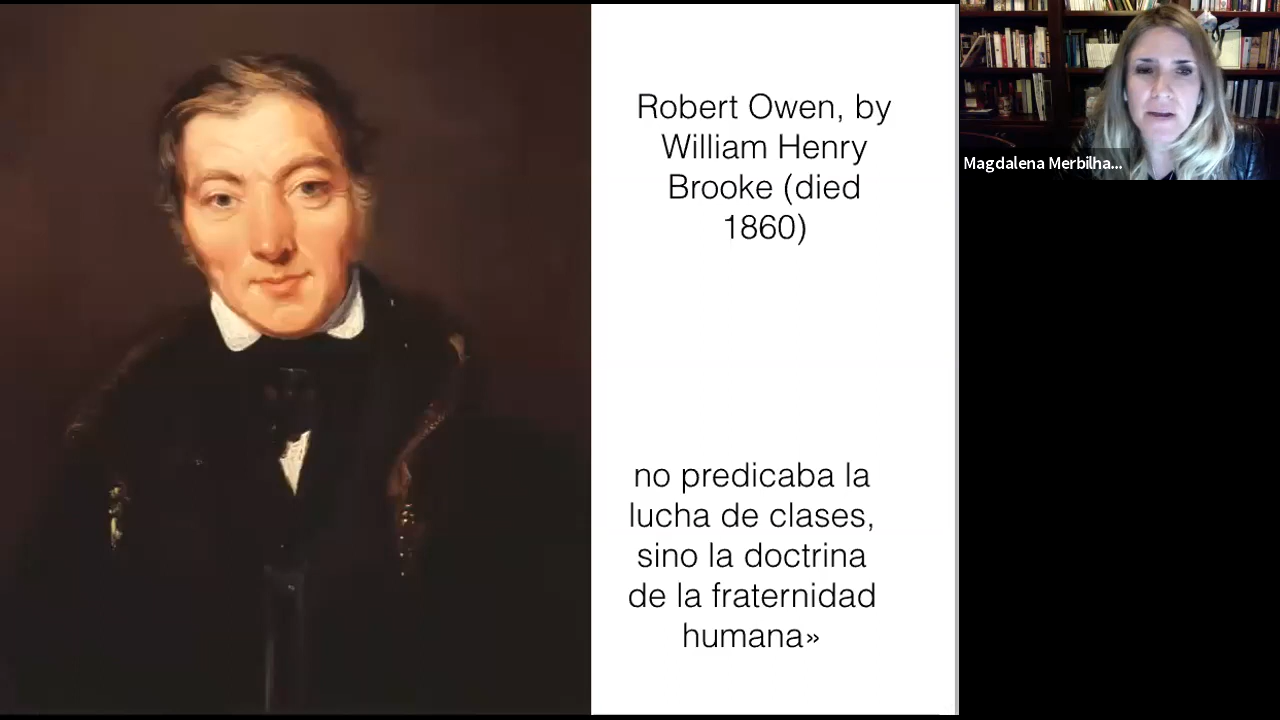 Robert Owen, by
William Henry
Brooke (died
1860)
no predicaba la
lucha de clases,
sino la doctrina
de la fraternidad
humana»
Magdalena Merbilha...